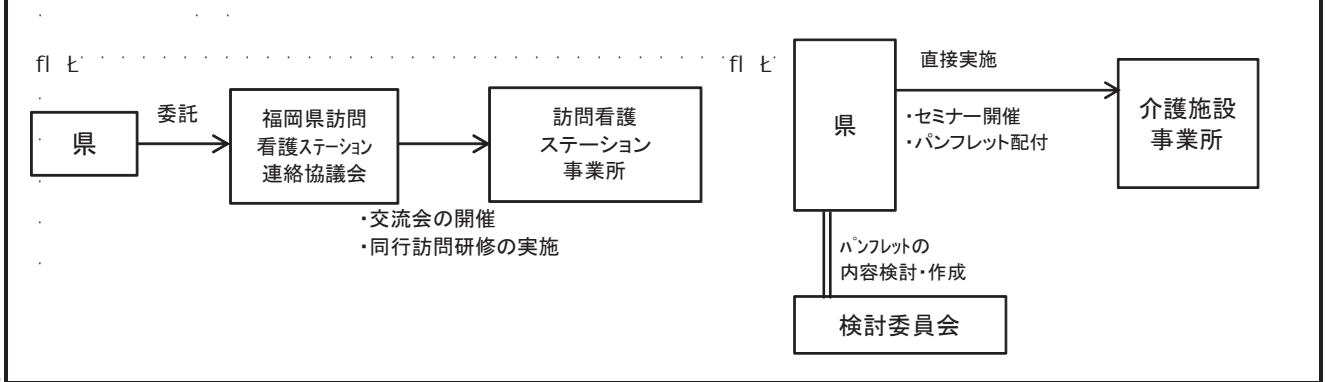 fl Ł
県
委託
福岡県訪問
看護ｽﾃｰｼｮﾝ
連絡協議会
訪問看護
ステーション
事業所
・交流会の開催
・同行訪問研修の実施
fl Ł
県
直接実施
・セミナー開催
・パンフレット配付
介護施設
事業所
ﾊﾟﾝﾌﾚｯﾄの
内容検討・作成
検討委員会